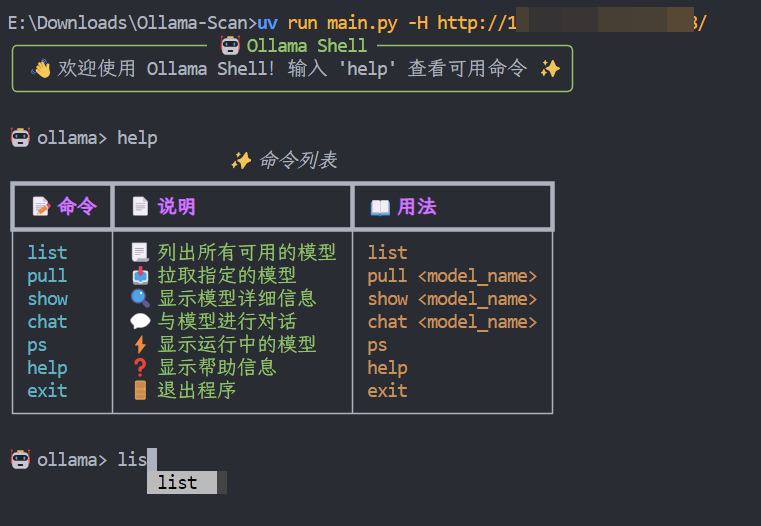 E:\Downloads\Ollama-Scan>uv run main.py -H http://1
🤖 Ollama Shell
👋 欢迎使用 Ollama Shell! 输入 'help' 查看可用命令 ✨
🤖 ollama> help
✨ 命令列表
📝 命令 📄 说明 📖 用法
list 📃 列出所有可用的模型 list
pull 📥 拉取指定的模型 pull <model_name>
show 🔍 显示模型详细信息 show <model_name>
chat 💬 与模型进行对话 chat <model_name>
ps ⚡ 显示运行中的模型 ps
help ❓ 显示帮助信息 help
exit 🚪 退出程序 exit
🤖 ollama> lis
list